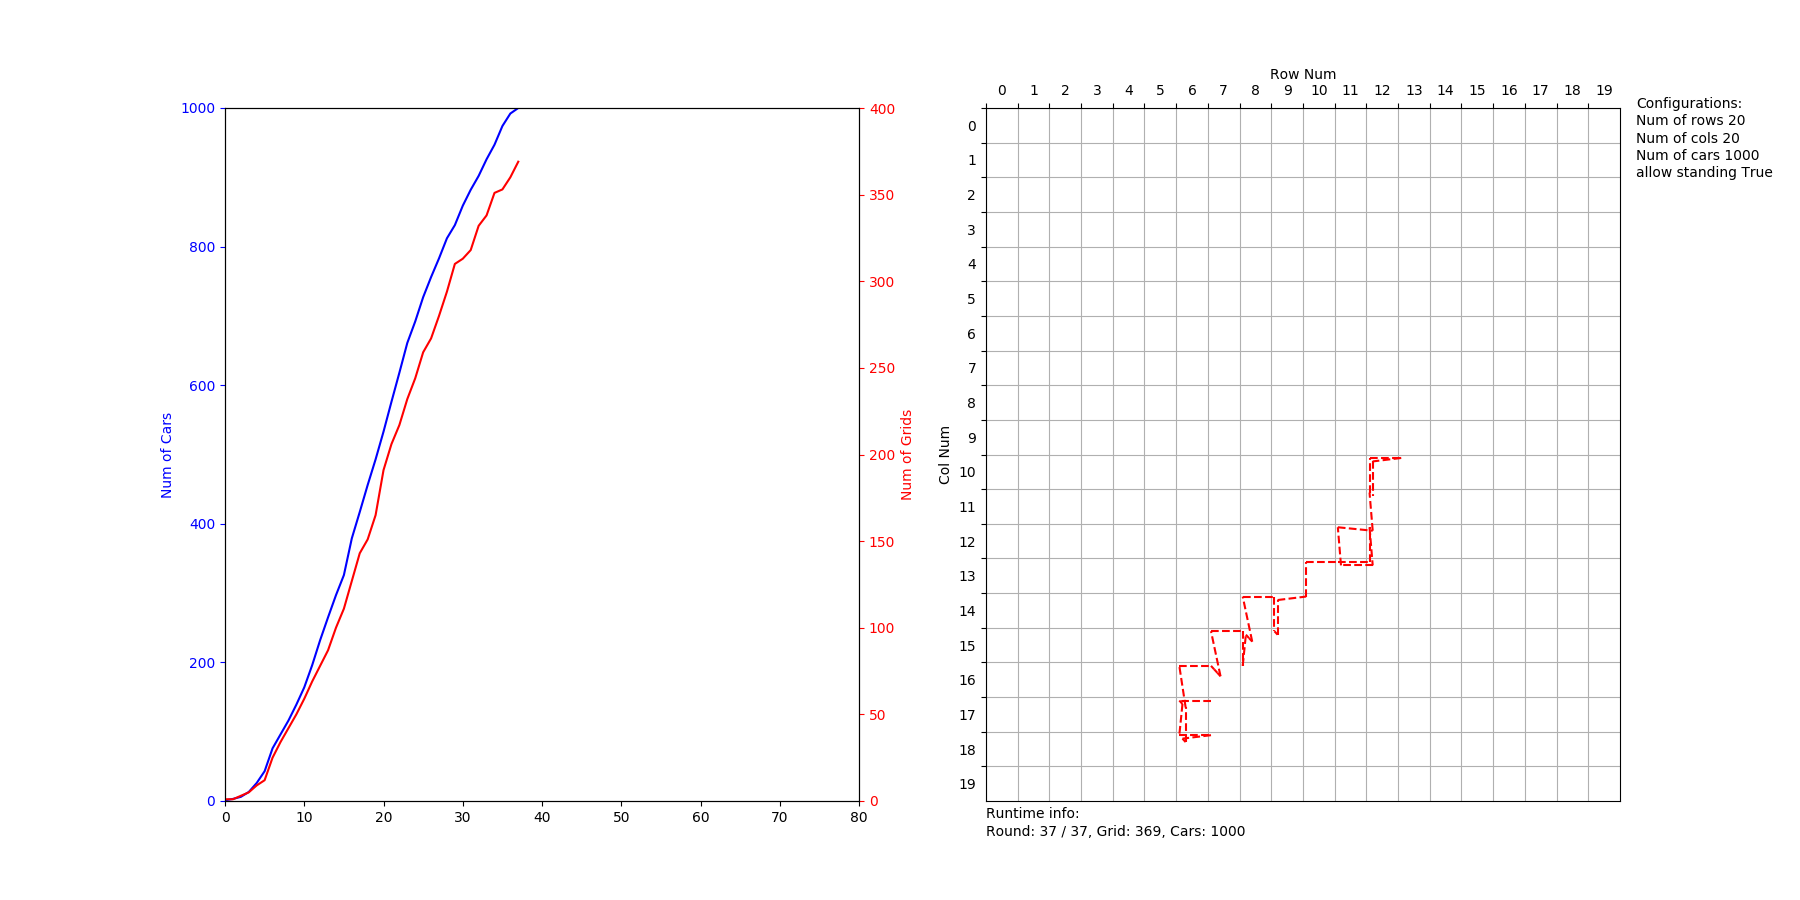 1000
800
600
400
200
0
Num of Cars
0 10 20 30 40 50 60 70 80
400
350
300
250
200
150
100
50
0
Num of Grids
Row Num
0 1 2 3 4 5 6 7 8 9 10 11 12 13 14 15 16 17 18 19
Col Num
0
1
2
3
4
5
6
7
8
9
10
11
12
13
14
15
16
17
18
19
Configurations:
Num of rows 20
Num of cols 20
Num of cars 1000
allow standing True
Runtime info:
Round: 37 / 37, Grid: 369, Cars: 1000